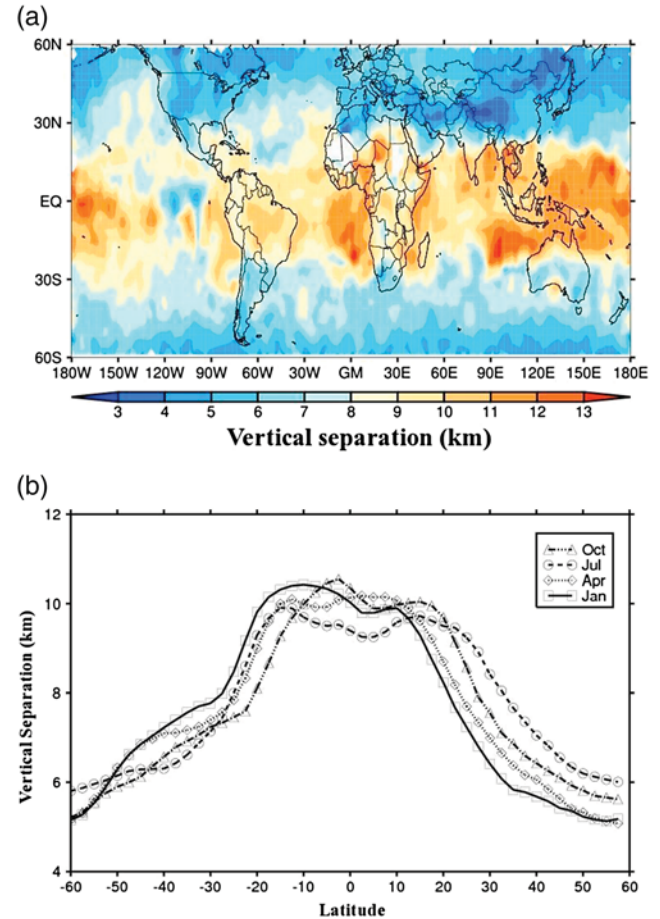 (a)
60N
30N
EQ
30S
60S
180W 150W 120W 90W 60W 30W GM 30E 60E 90E 120E 150E 180E
3 4 5 6 7 8 9 10 11 12 13
Vertical separation (km)
(b)
12
10
8
6
4
Vertical Separation (km)
Oct
Jul
Apr
Jan
-60 -50 -40 -30 -20 -10 0 10 20 30 40 50 60
Latitude